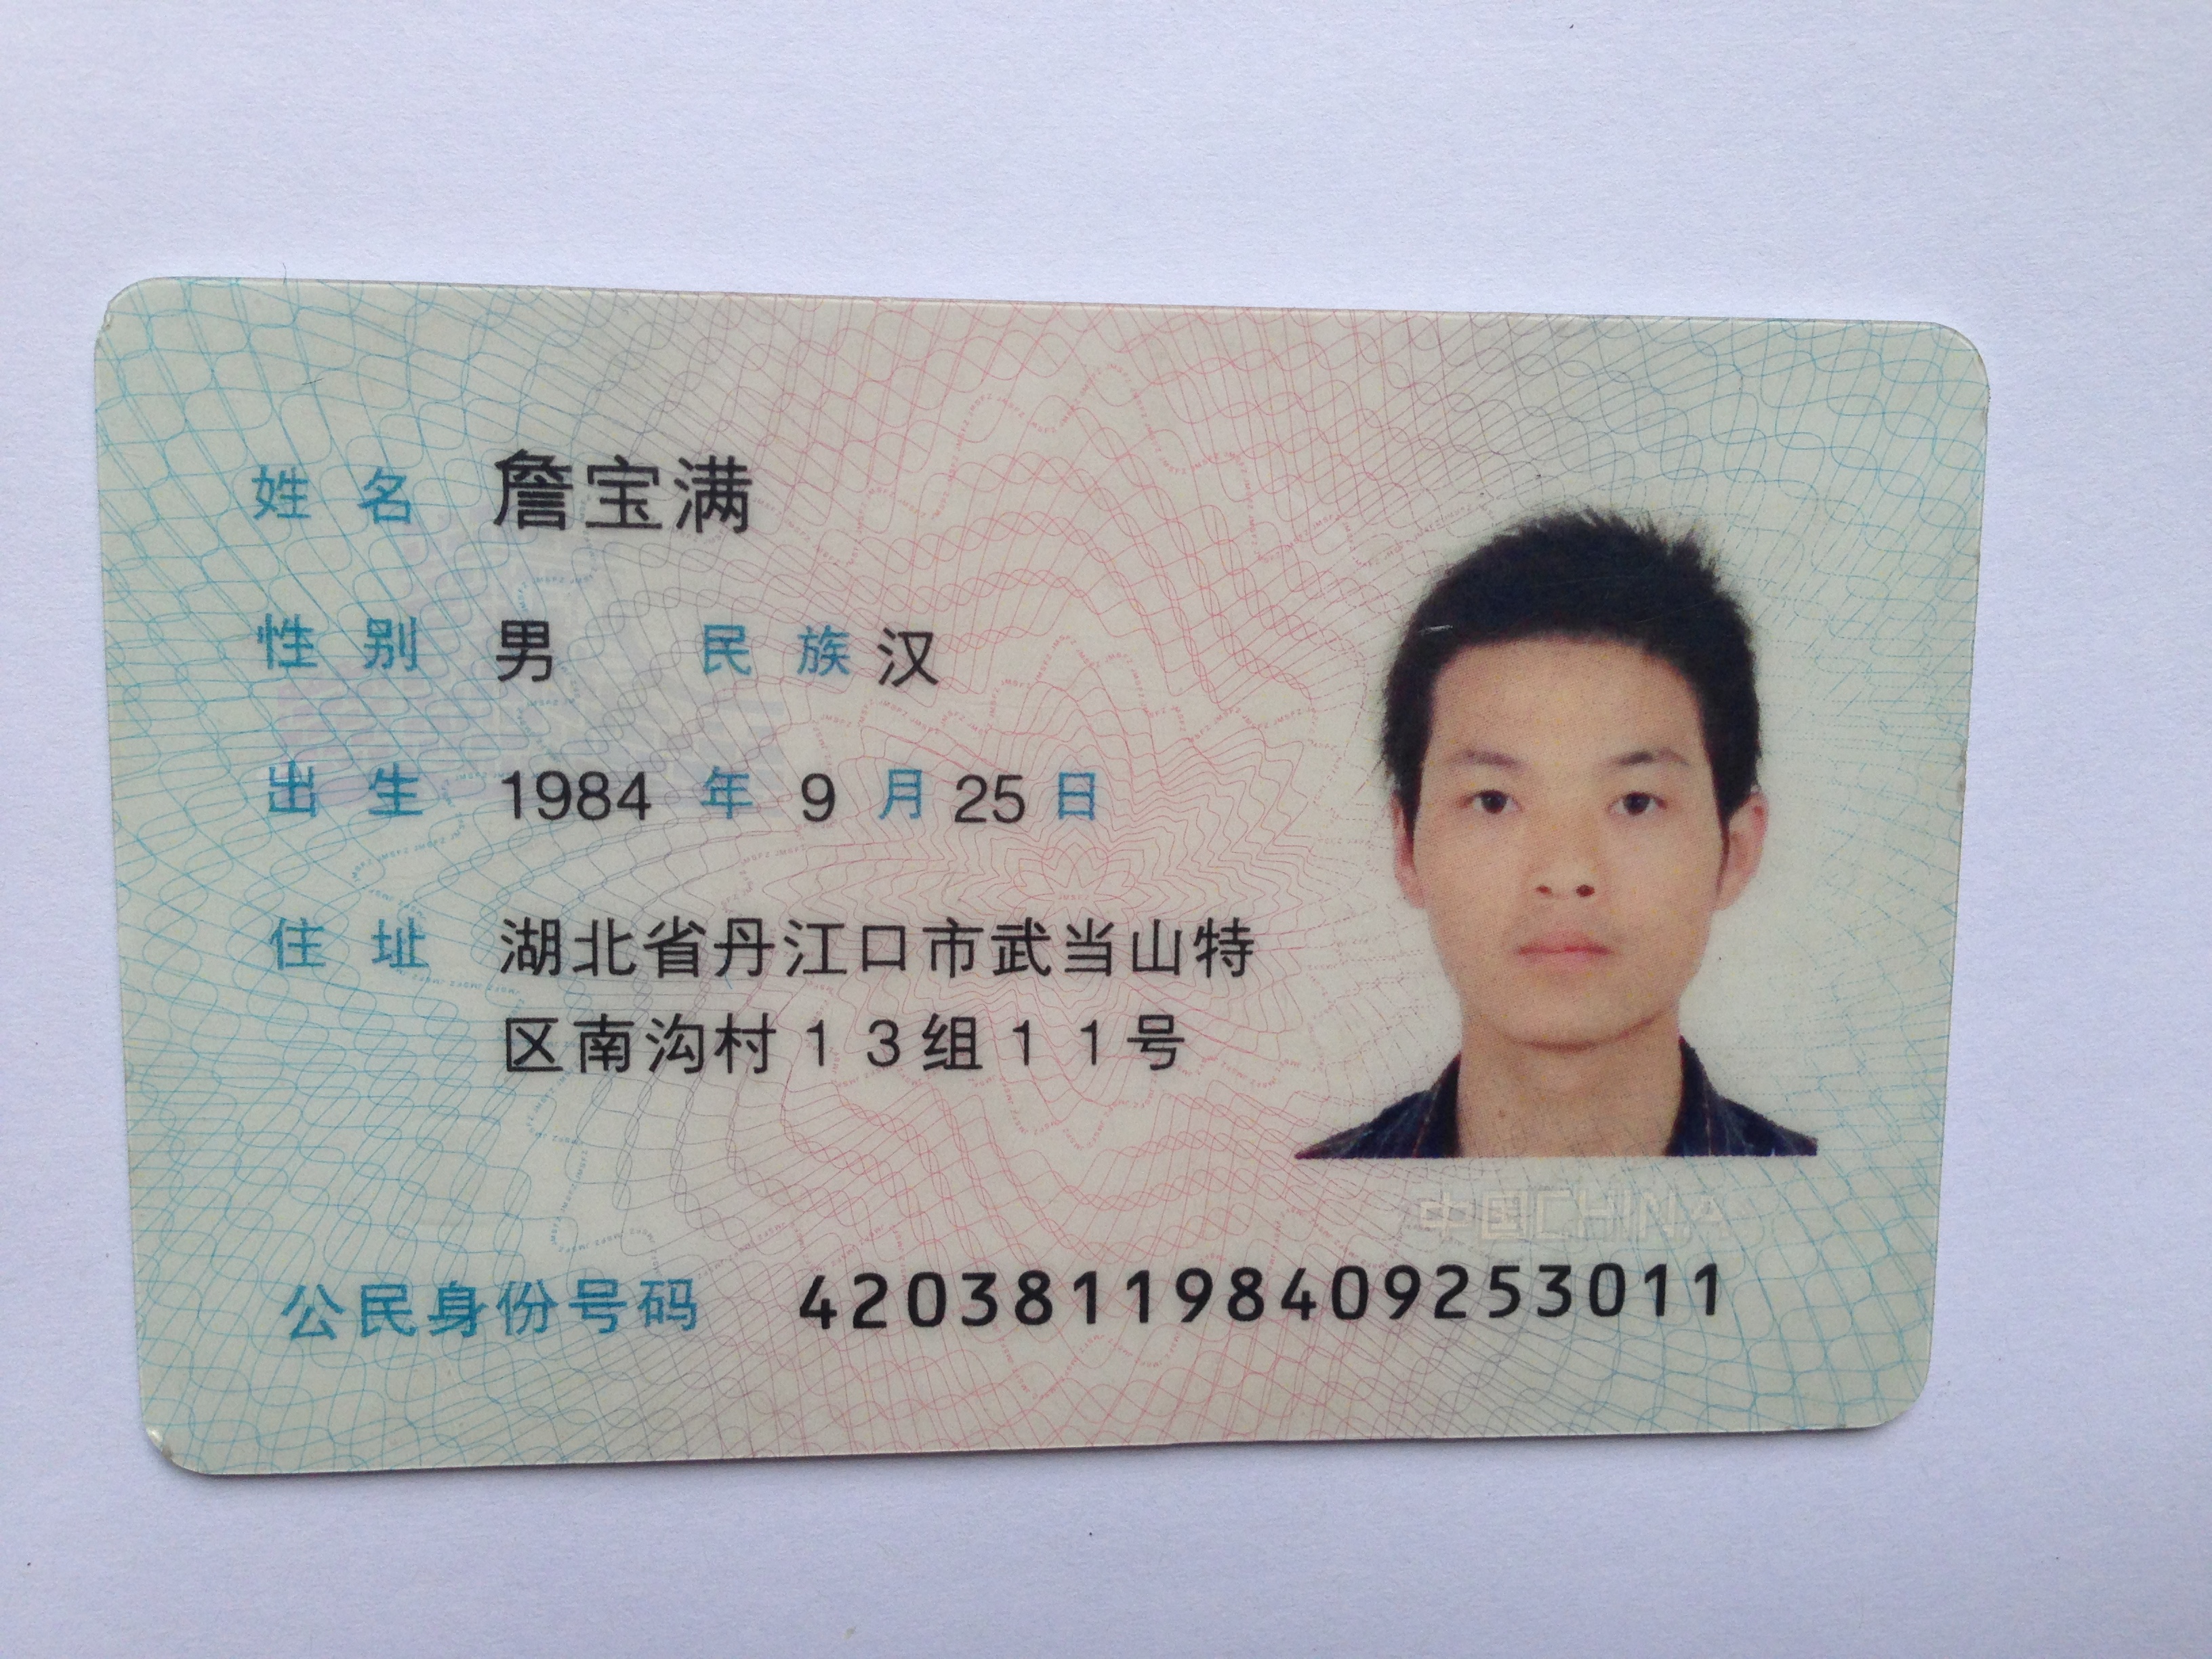 姓名 詹宝满
性别 男 民族 汉
出生 1984 年 9 月 25 日
住址 湖北省丹江口市武当山特
区南沟村13组11号
中国CHINA
公民身份号码 420381198409253011